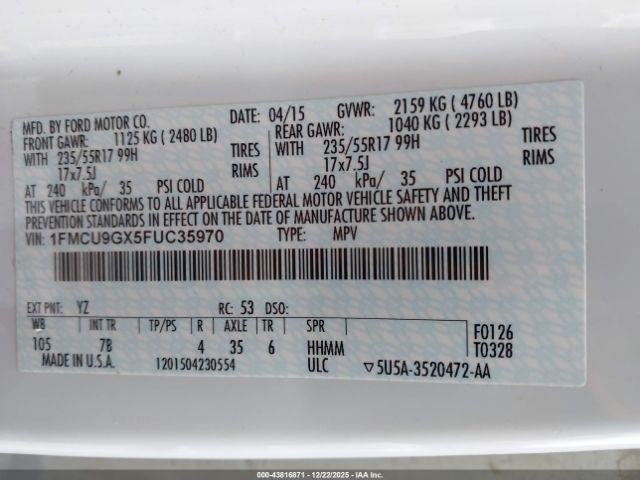 MFD. BY FORD MOTOR CO. DATE: 04/15 GVWR: 2159 KG ( 4760 LB)
FRONT GAWR: 1125 KG ( 2480 LB) REAR GAWR: 1040 KG ( 2293 LB)
WITH 235/55R17 99H TIRES WITH 235/55R17 99H TIRES
17x7.5J RIMS 17x7.5J RIMS
AT 240 kPa/ 35 PSI COLD AT 240 kPa/ 35 PSI COLD
THIS VEHICLE CONFORMS TO ALL APPLICABLE FEDERAL MOTOR VEHICLE SAFETY AND THEFT
PREVENTION STANDARDS IN EFFECT ON THE DATE OF MANUFACTURE SHOWN ABOVE.
VIN: 1FMCU9GX5FUC35970 TYPE: MPV
EXT PNT: YZ RC: 53 DSO:
WB INT TR TP/PS R AXLE TR SPR F0126
105 7B 4 35 6 HHMM T0328
MADE IN U.S.A. 1201504230554 ULC ▽5U5A-3520472-AA
000-43816871 - 12/22/2025 - IAA Inc.